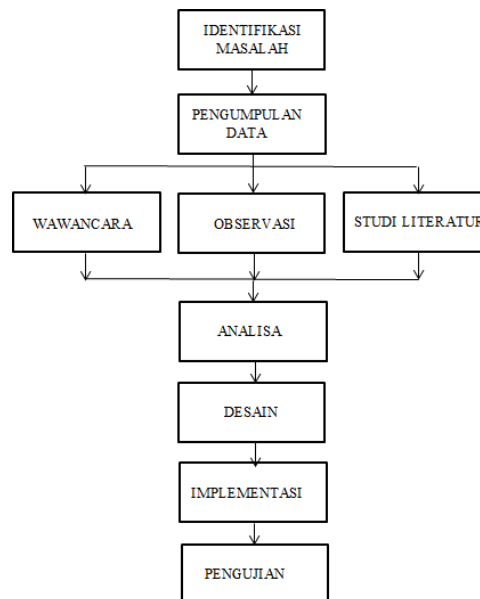 IDENTIFIKASI
MASALAH
PENGUMPULAN
DATA
WAWANCARA
OBSERVASI
STUDI LITERATUR
ANALISA
DESAIN
IMPLEMENTASI
PENGUJIAN